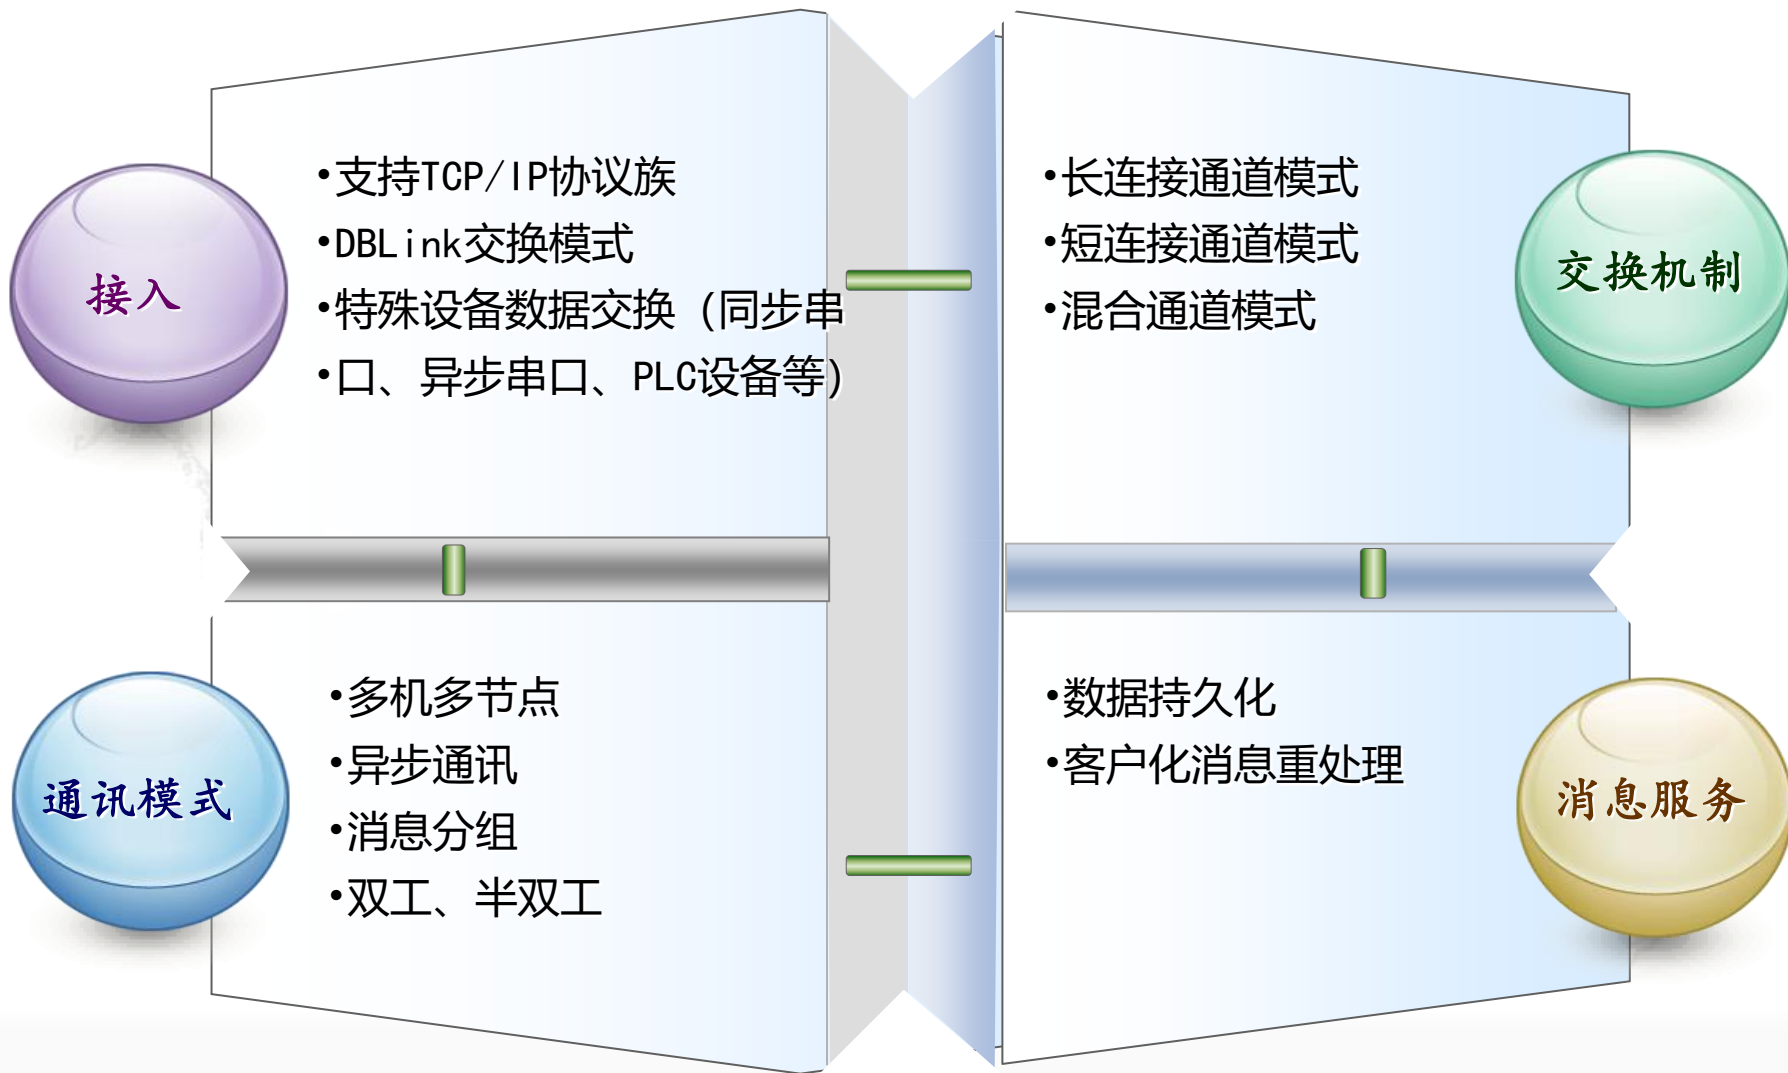 接入
•支持TCP/IP协议族
•DBLink交换模式
•特殊设备数据交换（同步串
•口、异步串口、PLC设备等）
•长连接通道模式
•短连接通道模式
•混合通道模式
交换机制
通讯模式
•多机多节点
•异步通讯
•消息分组
•双工、半双工
•数据持久化
•客户化消息重处理
消息服务